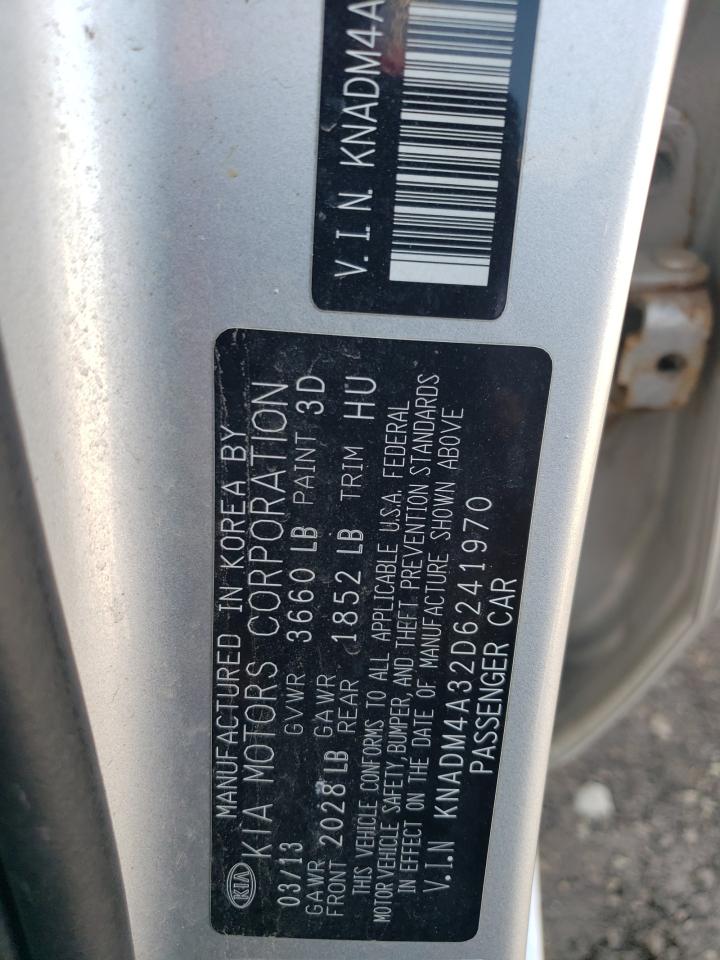 V.I.N. KNADM4A
KIA
MANUFACTURED IN KOREA BY
KIA MOTORS CORPORATION
03/13 GVWR 3660 LB PAINT 3D
GAWR FRONT 2028 LB GAWR REAR 1852 LB TRIM HU
THIS VEHICLE CONFORMS TO ALL APPLICABLE U.S.A. FEDERAL
MOTOR VEHICLE SAFETY, BUMPER, AND THEFT PREVENTION STANDARDS
IN EFFECT ON THE DATE OF MANUFACTURE SHOWN ABOVE
V.I.N KNADM4A32D6241970
PASSENGER CAR